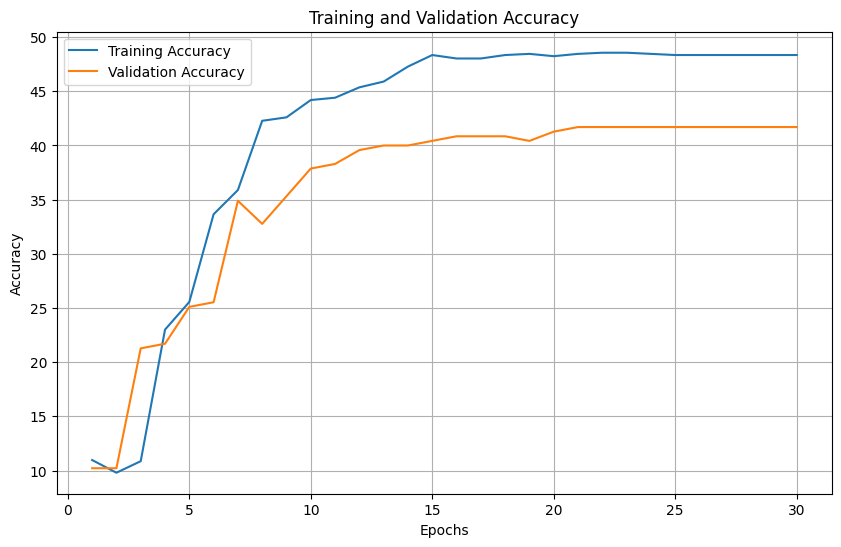 Training and Validation Accuracy
Training Accuracy
Validation Accuracy
Accuracy
50
45
40
35
30
25
20
15
10
0 5 10 15 20 25 30
Epochs